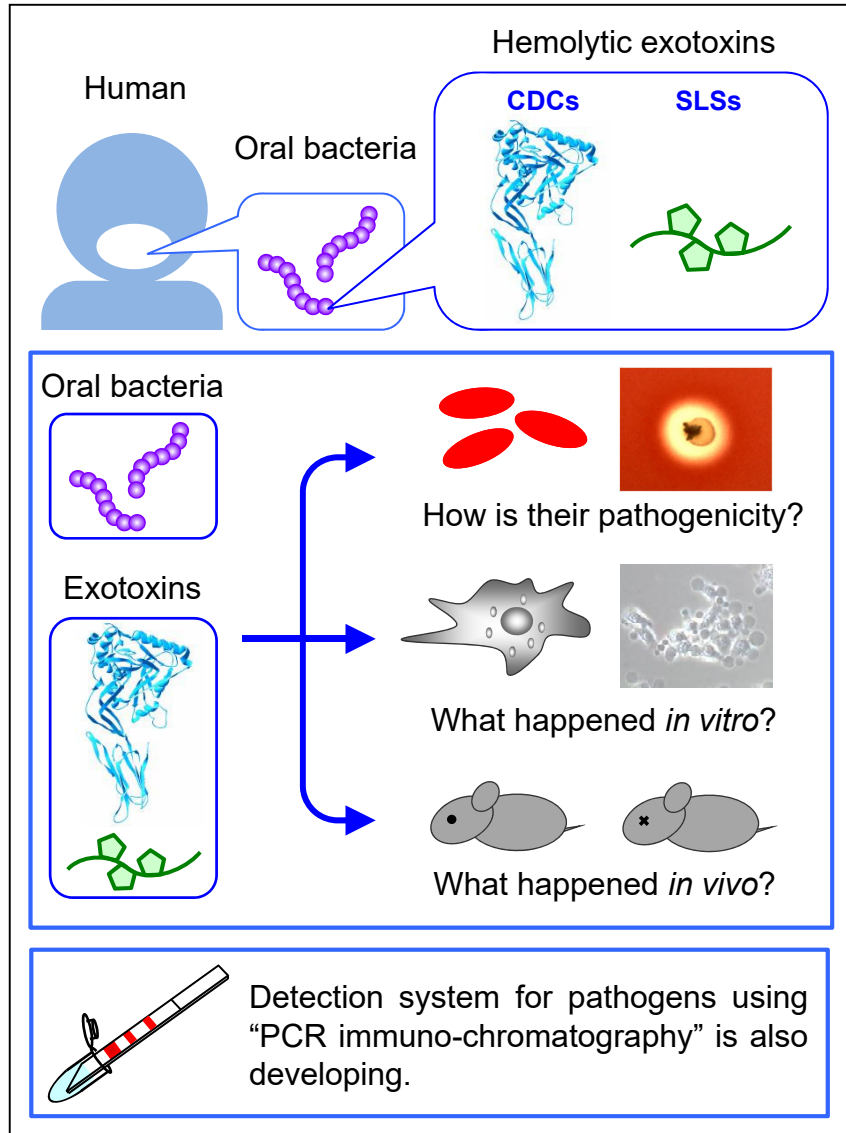 Hemolytic exotoxins
Human
CDCs
SLSs
Oral bacteria
Oral bacteria
How is their pathogenicity?
Exotoxins
What happened in vitro?
What happened in vivo?
Detection system for pathogens using
“PCR immuno-chromatography” is also
developing.